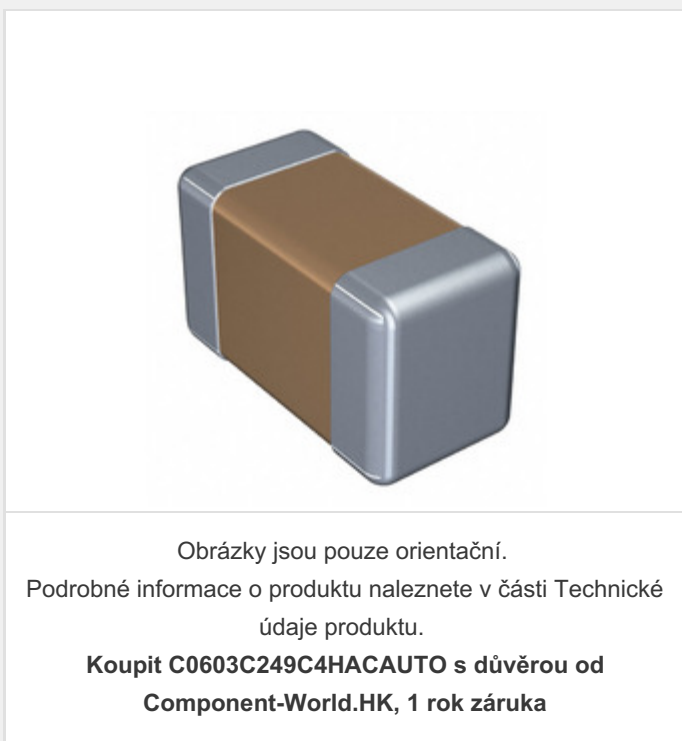 Obrázky jsou pouze orientační.
Podrobné informace o produktu naleznete v části Technické
údaje produktu.
Koupit C0603C249C4HACAUTO s důvěrou od
Component-World.HK, 1 rok záruka